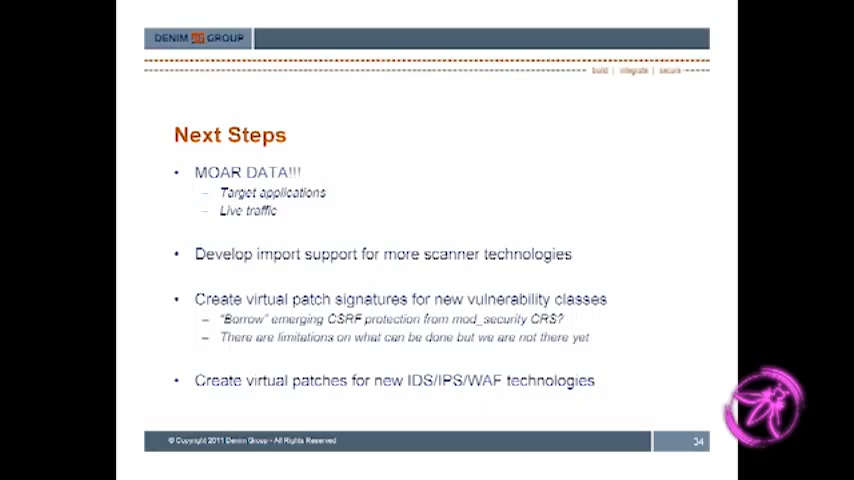 DENIM GROUP
build | integrate | secure
Next Steps
• MOAR DATA!!!
– Target applications
– Live traffic
• Develop import support for more scanner technologies
• Create virtual patch signatures for new vulnerability classes
– "Borrow" emerging CSRF protection from mod_security CRS?
– There are limitations on what can be done but we are not there yet
• Create virtual patches for new IDS/IPS/WAF technologies
© Copyright 2011 Denim Group - All Rights Reserved
34